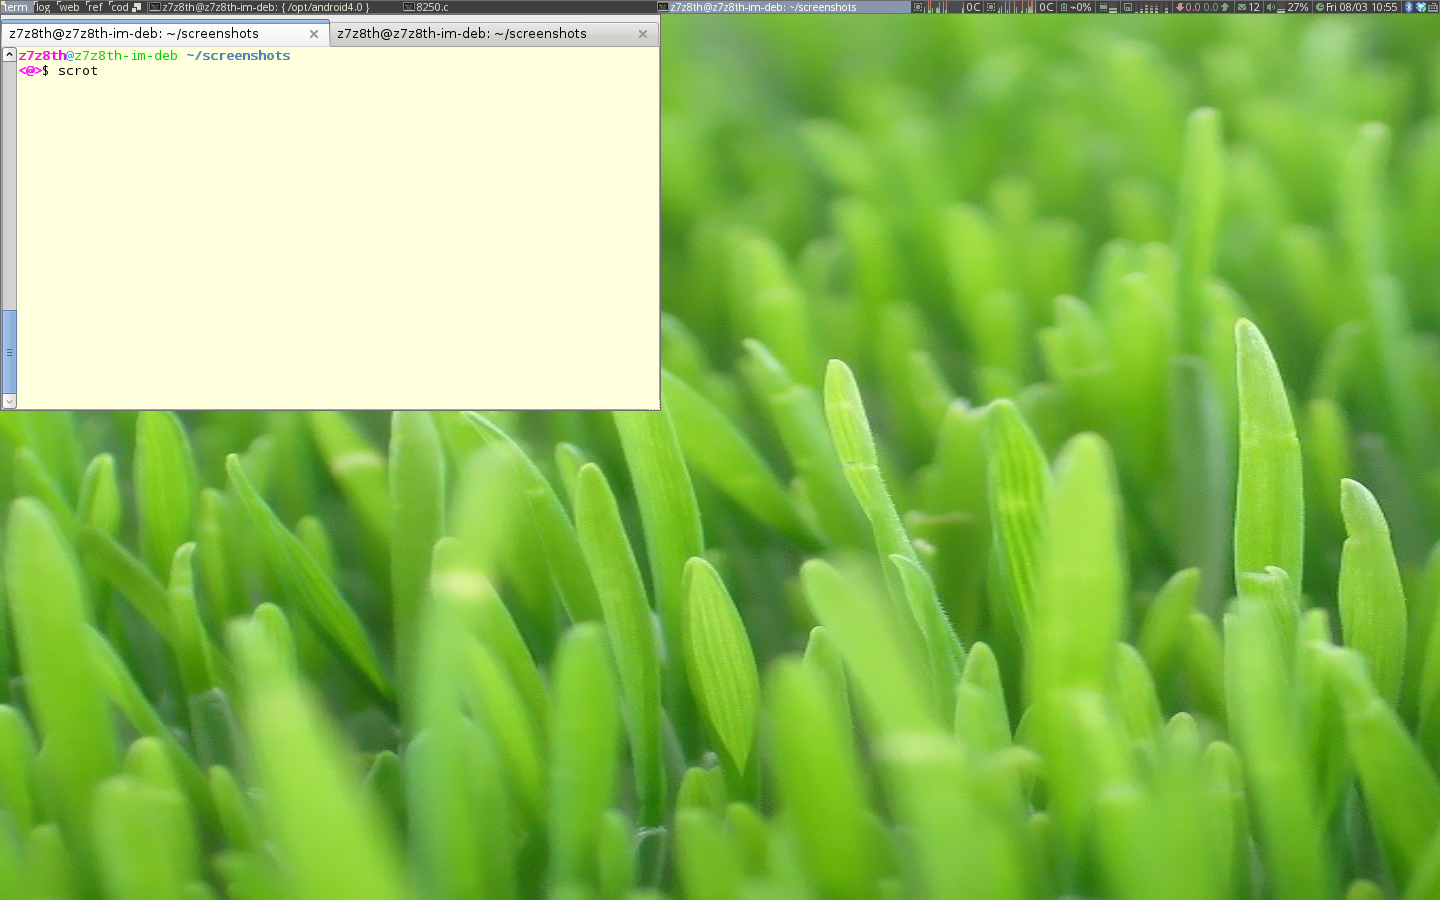 term log web ref cod z7z8th@z7z8th-im-deb: { /opt/android4.0 } 8250.c z7z8th@z7z8th-im-deb: ~/screenshots 0C 0C ~0% 0.0 0.0 12 27% Fri 08/03 10:55
z7z8th@z7z8th-im-deb: ~/screenshots z7z8th@z7z8th-im-deb: ~/screenshots
z7z8th@z7z8th-im-deb ~/screenshots
<@>$ scrot